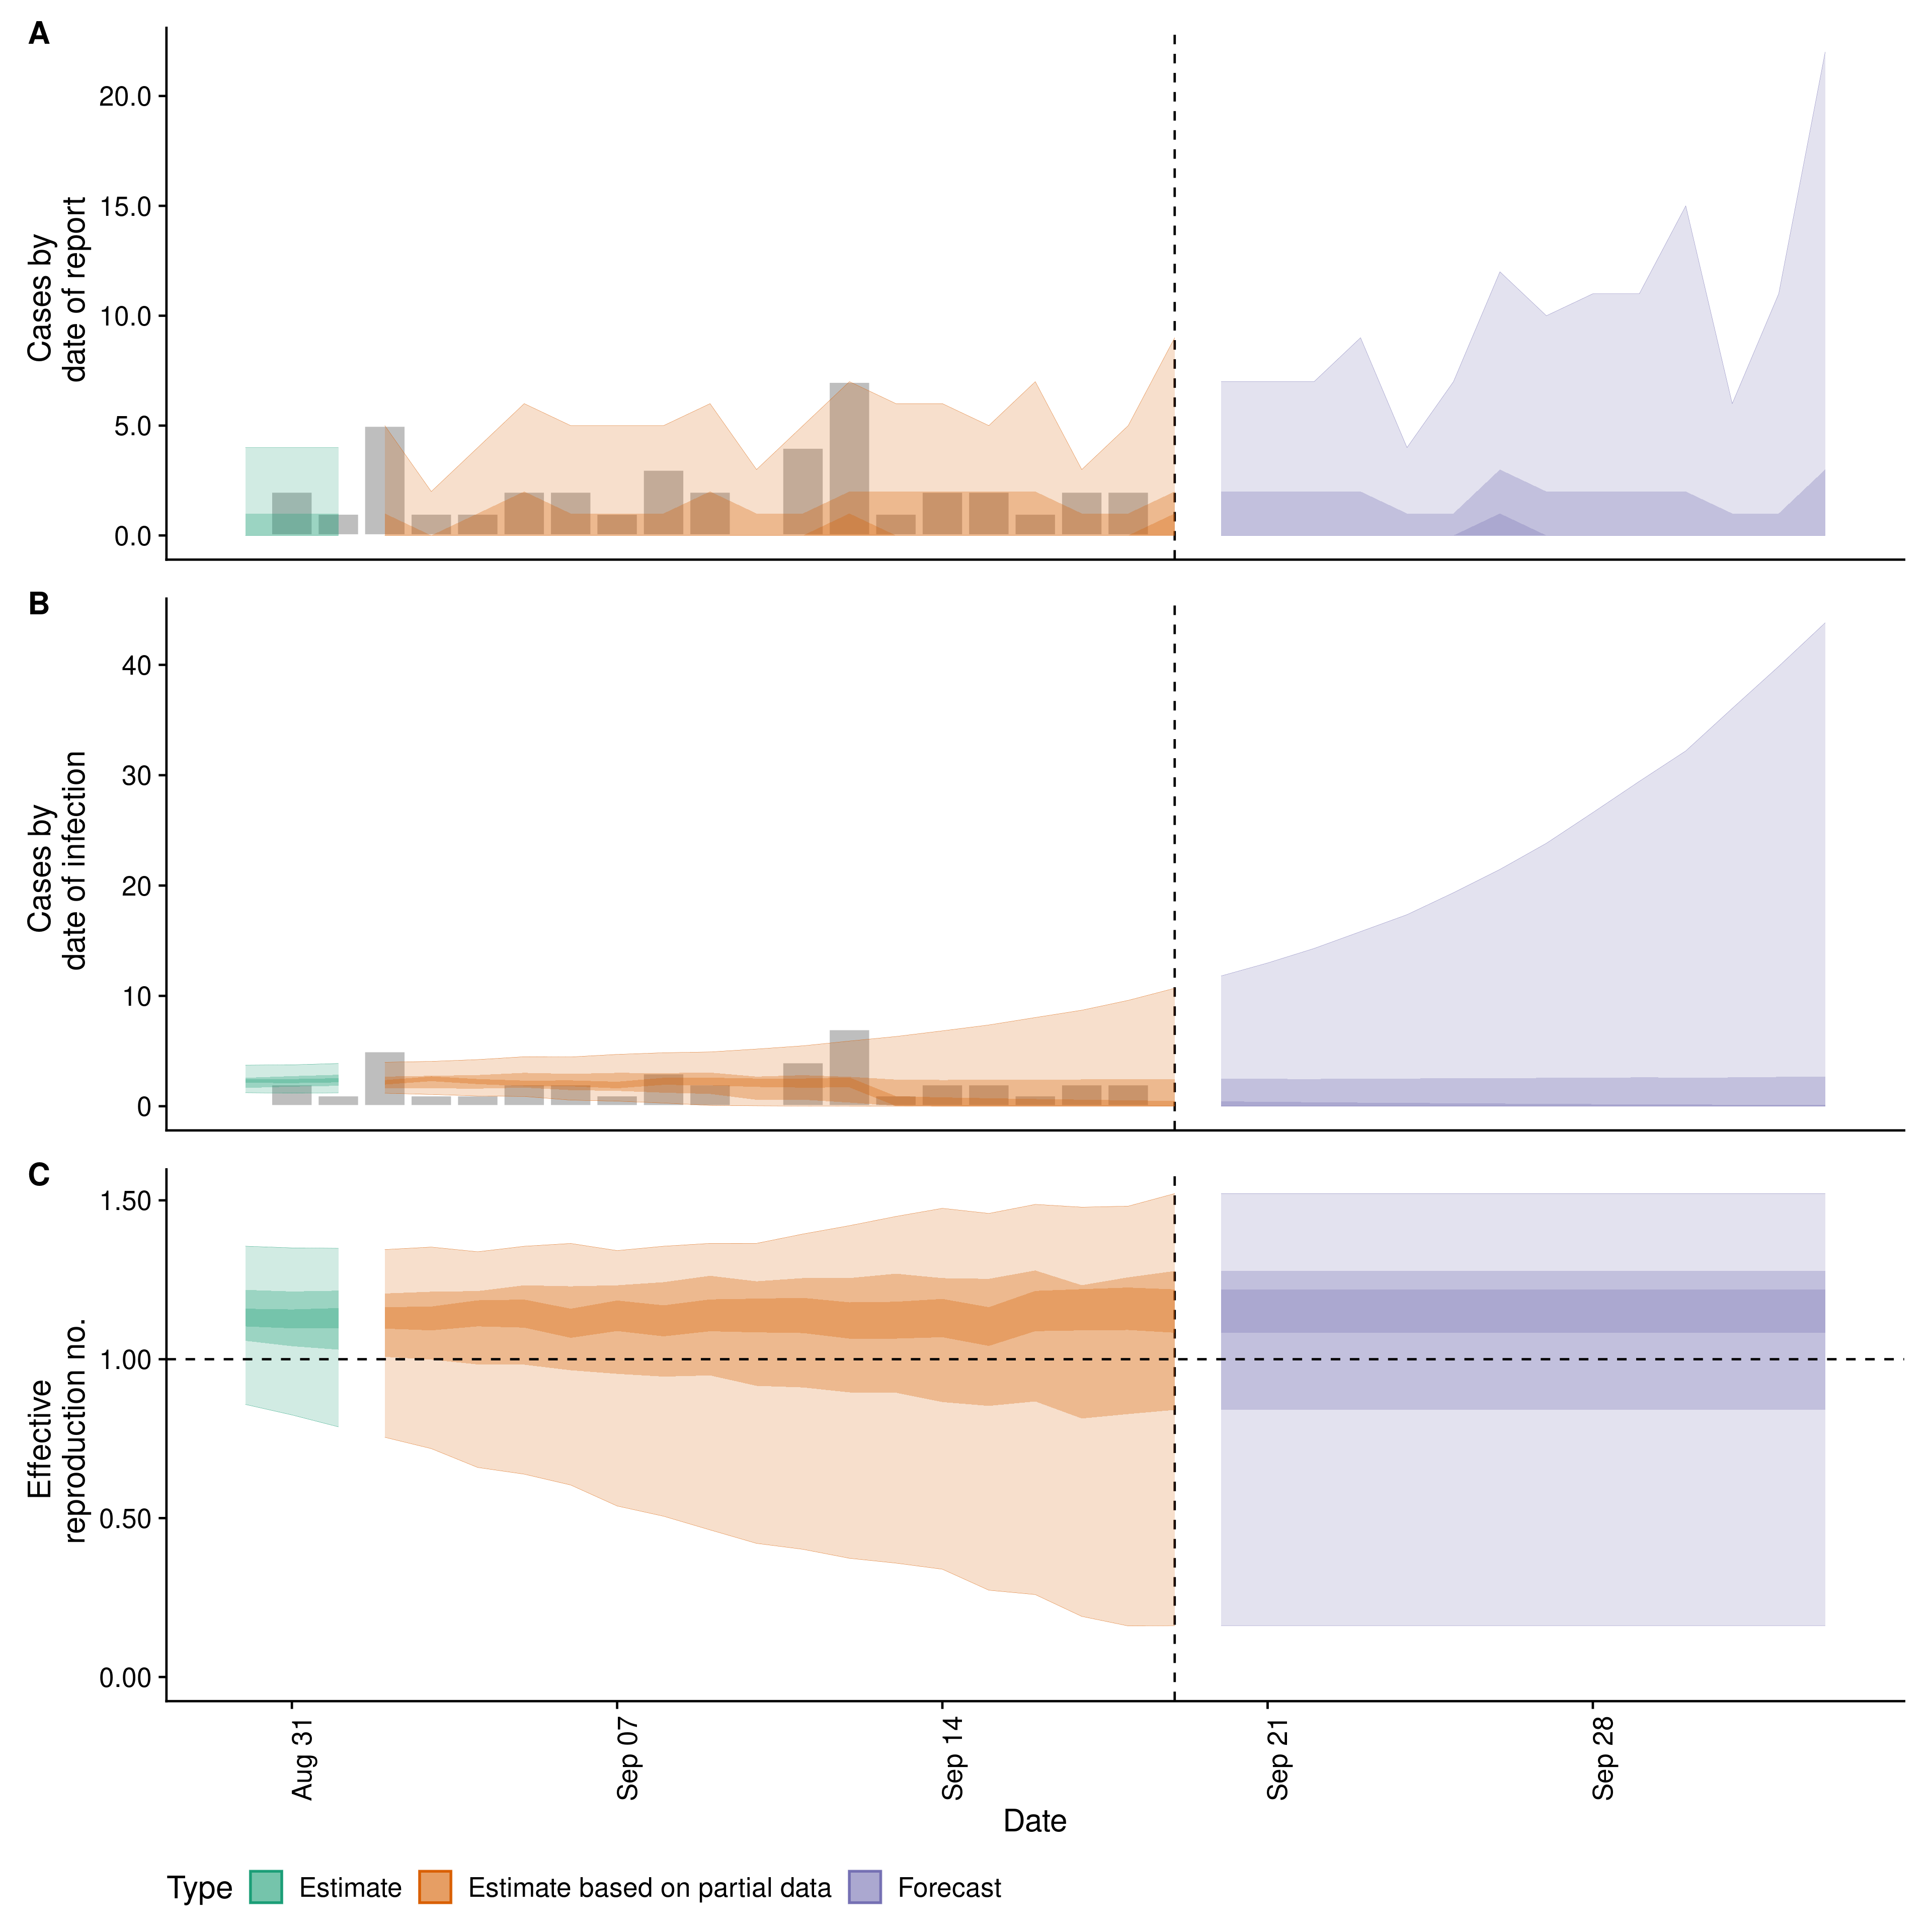 A
Cases by
date of report
20.0
15.0
10.0
5.0
0.0
B
Cases by
date of infection
40
30
20
10
0
C
Effective
reproduction no.
1.50
1.00
0.50
0.00
Aug 31
Sep 07
Sep 14
Sep 21
Sep 28
Date
Type Estimate Estimate based on partial data Forecast